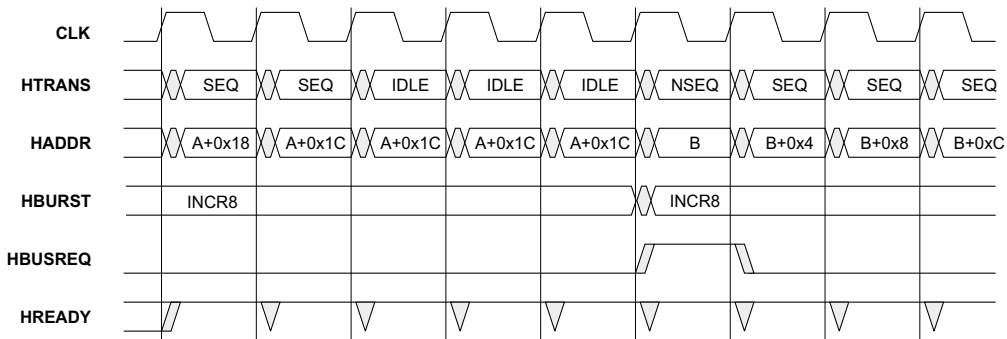 CLK
HTRANS SEQ SEQ IDLE IDLE IDLE NSEQ SEQ SEQ SEQ
HADDR A+0x18 A+0x1C A+0x1C A+0x1C A+0x1C B B+0x4 B+0x8 B+0xC
HBURST INCR8 INCR8
HBUSREQ
HREADY